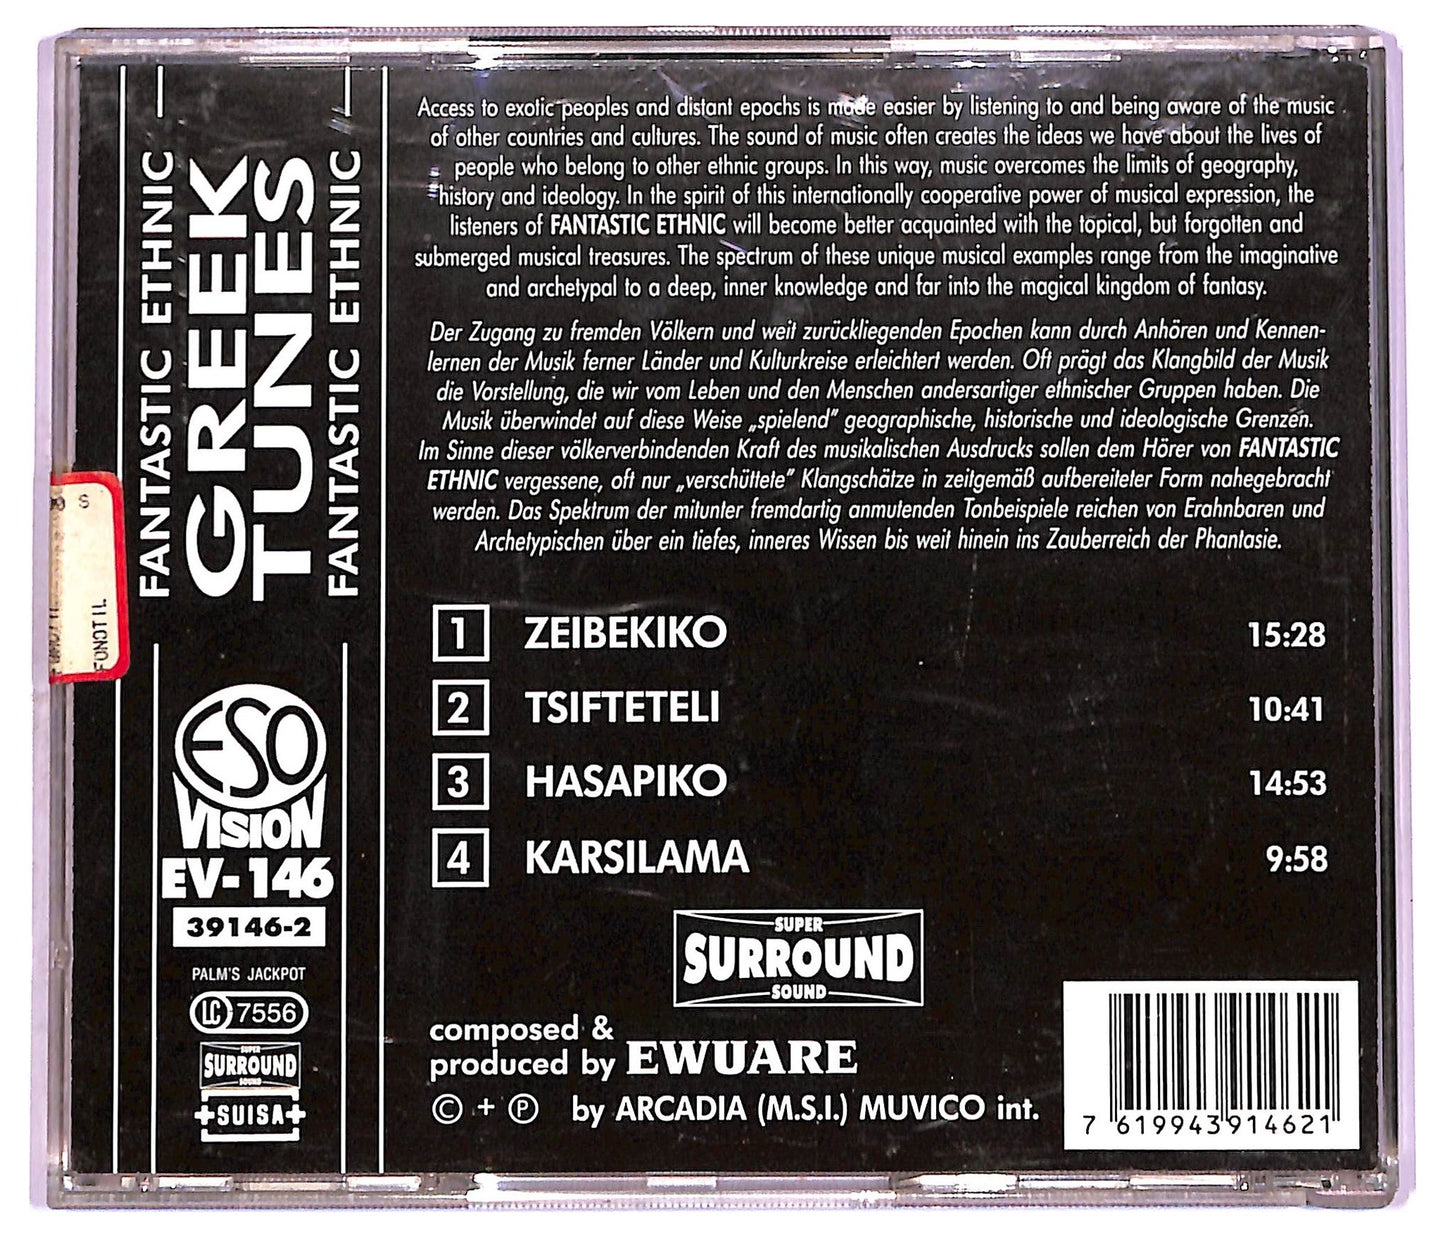 FANTASTIC ETHNIC
GREEK
TUNES
FANTASTIC ETHNIC
S
FONOTIL
ESO
VISION
EV-146
39146-2
PALM'S JACKPOT
LC 7556
SUPER
SURROUND
SOUND
SUISA
Access to exotic peoples and distant epochs is made easier by listening to and being aware of the music
of other countries and cultures. The sound of music often creates the ideas we have about the lives of
people who belong to other ethnic groups. In this way, music overcomes the limits of geography,
history and ideology. In the spirit of this internationally cooperative power of musical expression, the
listeners of FANTASTIC ETHNIC will become better acquainted with the topical, but forgotten and
submerged musical treasures. The spectrum of these unique musical examples range from the imaginative
and archetypal to a deep, inner knowledge and far into the magical kingdom of fantasy.
Der Zugang zu fremden Völkern und weit zurückliegenden Epochen kann durch Anhören und Kennen-
lernen der Musik ferner Länder und Kulturkreise erleichtert werden. Oft prägt das Klangbild der Musik
die Vorstellung, die wir vom Leben und den Menschen andersartiger ethnischer Gruppen haben. Die
Musik überwindet auf diese Weise „spielend" geographische, historische und ideologische Grenzen.
Im Sinne dieser völkerverbindenden Kraft des musikalischen Ausdrucks sollen dem Hörer von FANTASTIC
ETHNIC vergessene, oft nur „verschüttete" Klangschätze in zeitgemäß aufbereiteter Form nahegebracht
werden. Das Spektrum der mitunter fremdartig anmutenden Tonbeispiele reichen von Erahnbaren und
Archetypischen über ein tiefes, inneres Wissen bis weit hinein ins Zauberreich der Phantasie.
1 ZEIBEKIKO 15:28
2 TSIFTETELI 10:41
3 HASAPIKO 14:53
4 KARSILAMA 9:58
SUPER
SURROUND
SOUND
composed &
produced by EWUARE
© + ℗ by ARCADIA (M.S.I.) MUVICO int.
7 619943 914621